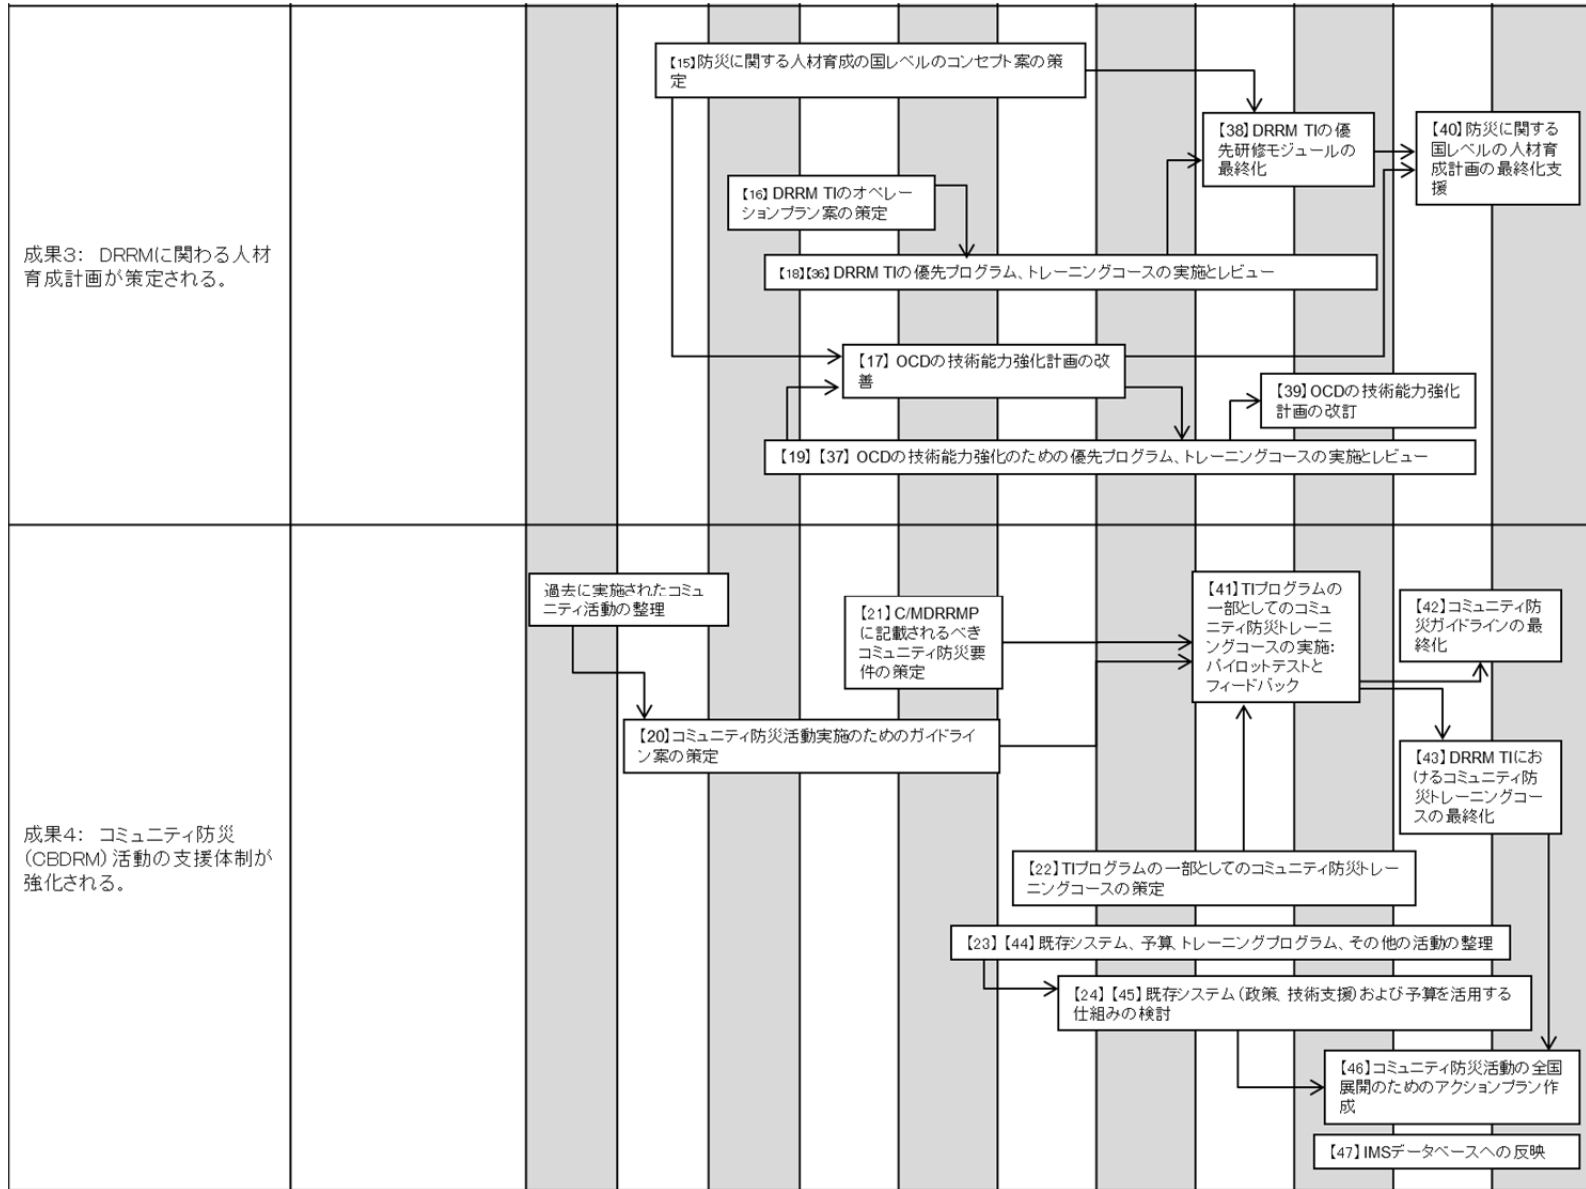 【15】防災に関する人材育成の国レベルのコンセプト案の策
定
【38】DRRM TIの優
先研修モジュールの
最終化
【40】防災に関する
国レベルの人材育
成計画の最終化支
援
【16】DRRM TIのオペレー
ションプラン案の策定
成果3: DRRMに関わる人材
育成計画が策定される。
【18】【36】DRRM TIの優先プログラム、トレーニングコースの実施とレビュー
【17】OCDの技術能力強化計画の改
善
【39】OCDの技術能力強化
計画の改訂
【19】【37】OCDの技術能力強化のための優先プログラム、トレーニングコースの実施とレビュー
過去に実施されたコミュ
ニティ活動の整理
【21】C/MDRRMP
に記載されるべき
コミュニティ防災要
件の策定
【41】TIプログラムの
一部としてのコミュ
ニティ防災トレーニ
ングコースの実施:
パイロットテストと
フィードバック
【42】コミュニティ防
災ガイドラインの最
終化
【20】コミュニティ防災活動実施のためのガイドライ
ン案の策定
【43】DRRM TIにお
けるコミュニティ防
災トレーニングコー
スの最終化
成果4: コミュニティ防災
(CBDRM)活動の支援体制が
強化される。
【22】TIプログラムの一部としてのコミュニティ防災トレー
ニングコースの策定
【23】【44】既存システム、予算、トレーニングプログラム、その他の活動の整理
【24】【45】既存システム(政策、技術支援)および予算を活用する
仕組みの検討
【46】コミュニティ防災活動の全国
展開のためのアクションプラン作
成
【47】IMSデータベースへの反映